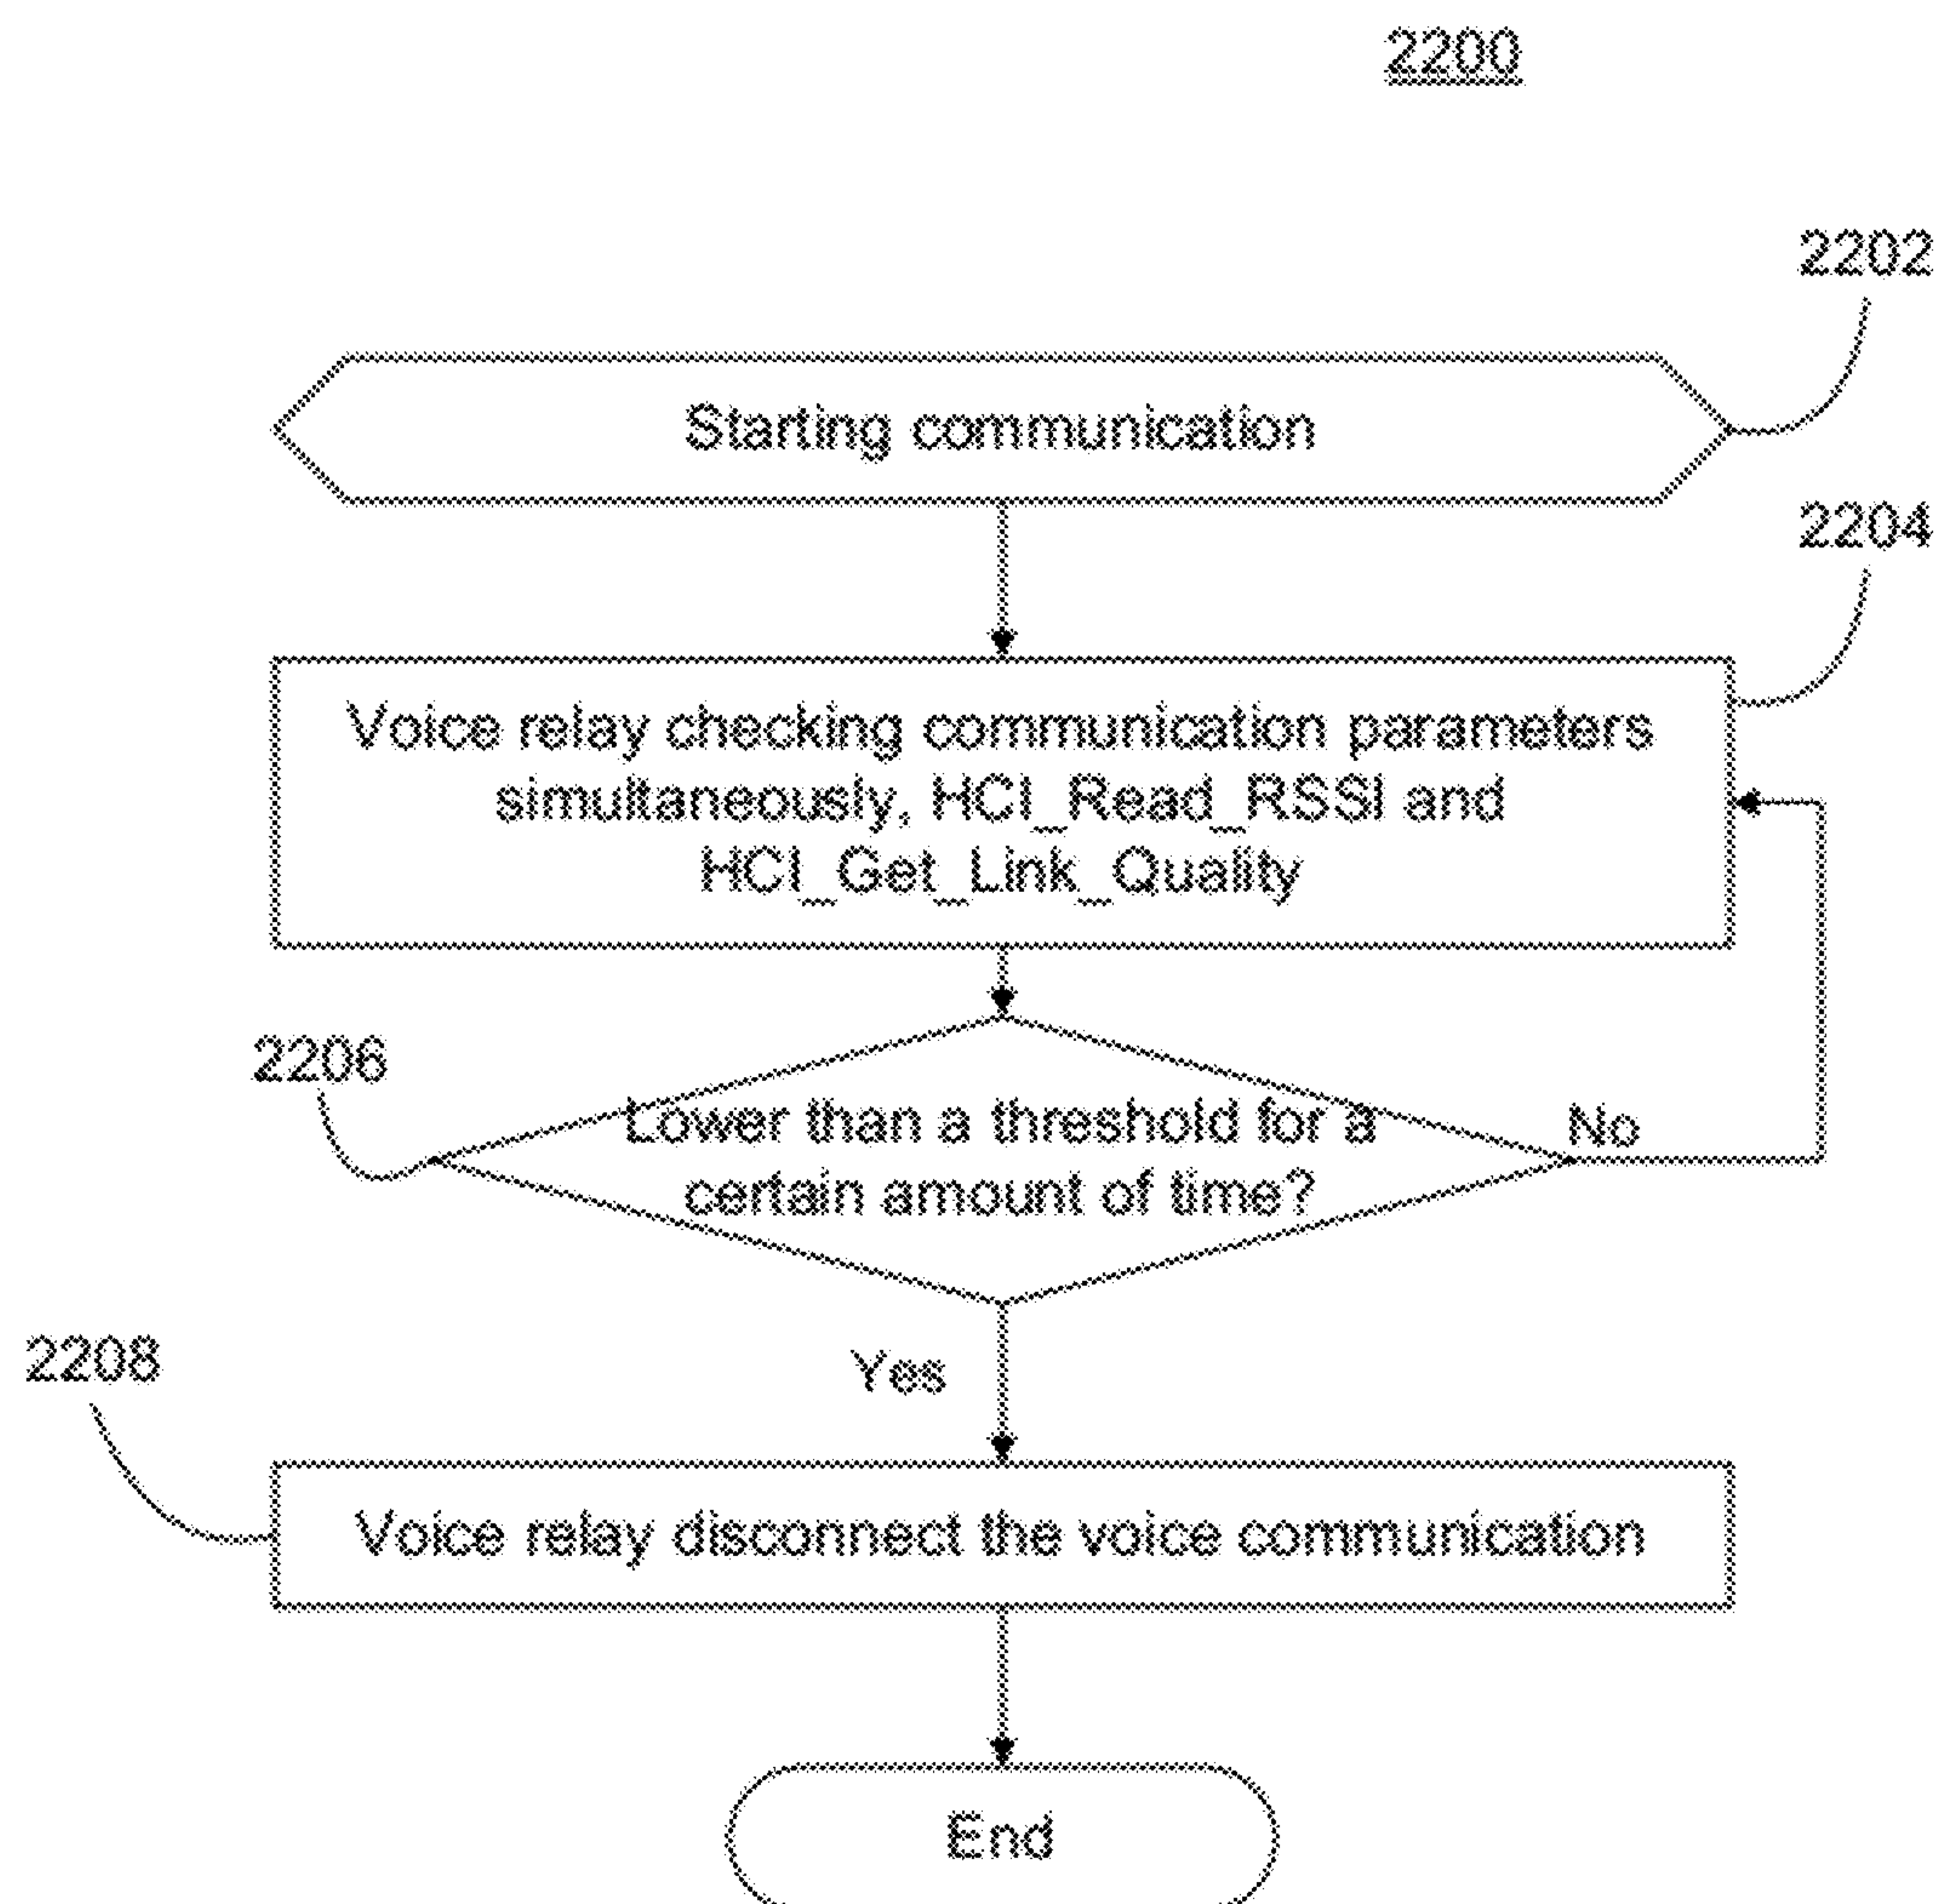 2200
2202
Starting communication
2204
Voice relay checking communication parameters
simultaneously, HCI_Read_RSSI and
HCI_Get_Link_Quality
2206
Lower than a threshold for a
certain amount of time?
No
Yes
2208
Voice relay disconnect the voice communication
End